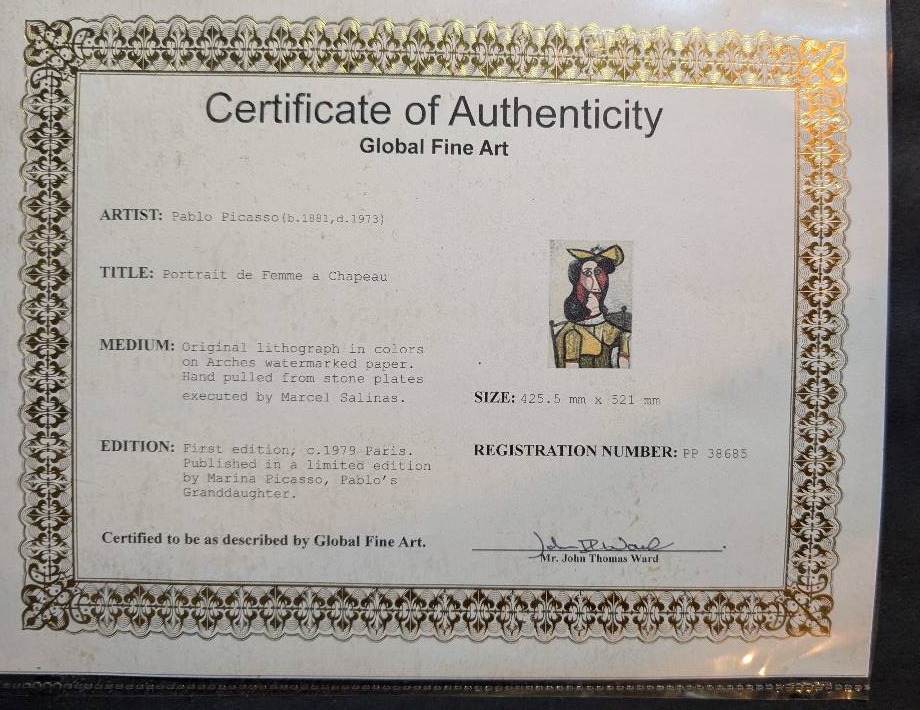 Certificate of Authenticity
Global Fine Art
ARTIST: Pablo Picasso(b.1881,d.1973)
TITLE: Portrait de Femme a Chapeau
MEDIUM: Original lithograph in colors
on Arches watermarked paper.
Hand pulled from stone plates
executed by Marcel Salinas.
SIZE: 425.5 mm x 521 mm
EDITION: First edition; c.1979 Paris.
Published in a limited edition
by Marina Picasso, Pablo's
Granddaughter.
REGISTRATION NUMBER: PP 38685
Certified to be as described by Global Fine Art.
Mr. John Thomas Ward